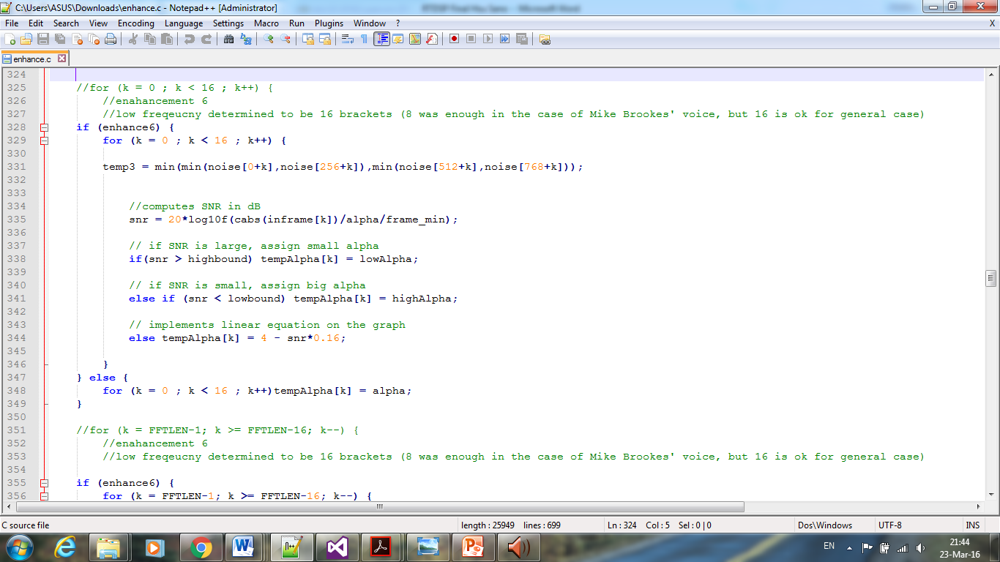 C:\Users\ASUS\Downloads\enhance.c - Notepad++ [Administrator]
File Edit Search View Encoding Language Settings Macro Run Plugins Window ? X
enhance.c
324
325 //for (k = 0 ; k < 16 ; k++) {
326 //enahancement 6
327 //low freqeucny determined to be 16 brackets (8 was enough in the case of Mike Brookes' voice, but 16 is ok for general case)
328 if (enhance6) {
329 for (k = 0 ; k < 16 ; k++) {
330
331 temp3 = min(min(noise[0+k],noise[256+k]),min(noise[512+k],noise[768+k]));
332
333
334 //computes SNR in dB
335 snr = 20*log10f(cabs(inframe[k])/alpha/frame_min);
336
337 // if SNR is large, assign small alpha
338 if(snr > highbound) tempAlpha[k] = lowAlpha;
339
340 // if SNR is small, assign big alpha
341 else if (snr < lowbound) tempAlpha[k] = highAlpha;
342
343 // implements linear equation on the graph
344 else tempAlpha[k] = 4 - snr*0.16;
345
346 }
347 } else {
348 for (k = 0 ; k < 16 ; k++)tempAlpha[k] = alpha;
349 }
350
351 //for (k = FFTLEN-1; k >= FFTLEN-16; k--) {
352 //enahancement 6
353 //low freqeucny determined to be 16 brackets (8 was enough in the case of Mike Brookes' voice, but 16 is ok for general case)
354
355 if (enhance6) {
356 for (k = FFTLEN-1; k >= FFTLEN-16; k--) {
C source file length : 25949 lines : 699 Ln : 324 Col : 5 Sel : 0 | 0 Dos\Windows UTF-8 INS
EN 21:44
23-Mar-16